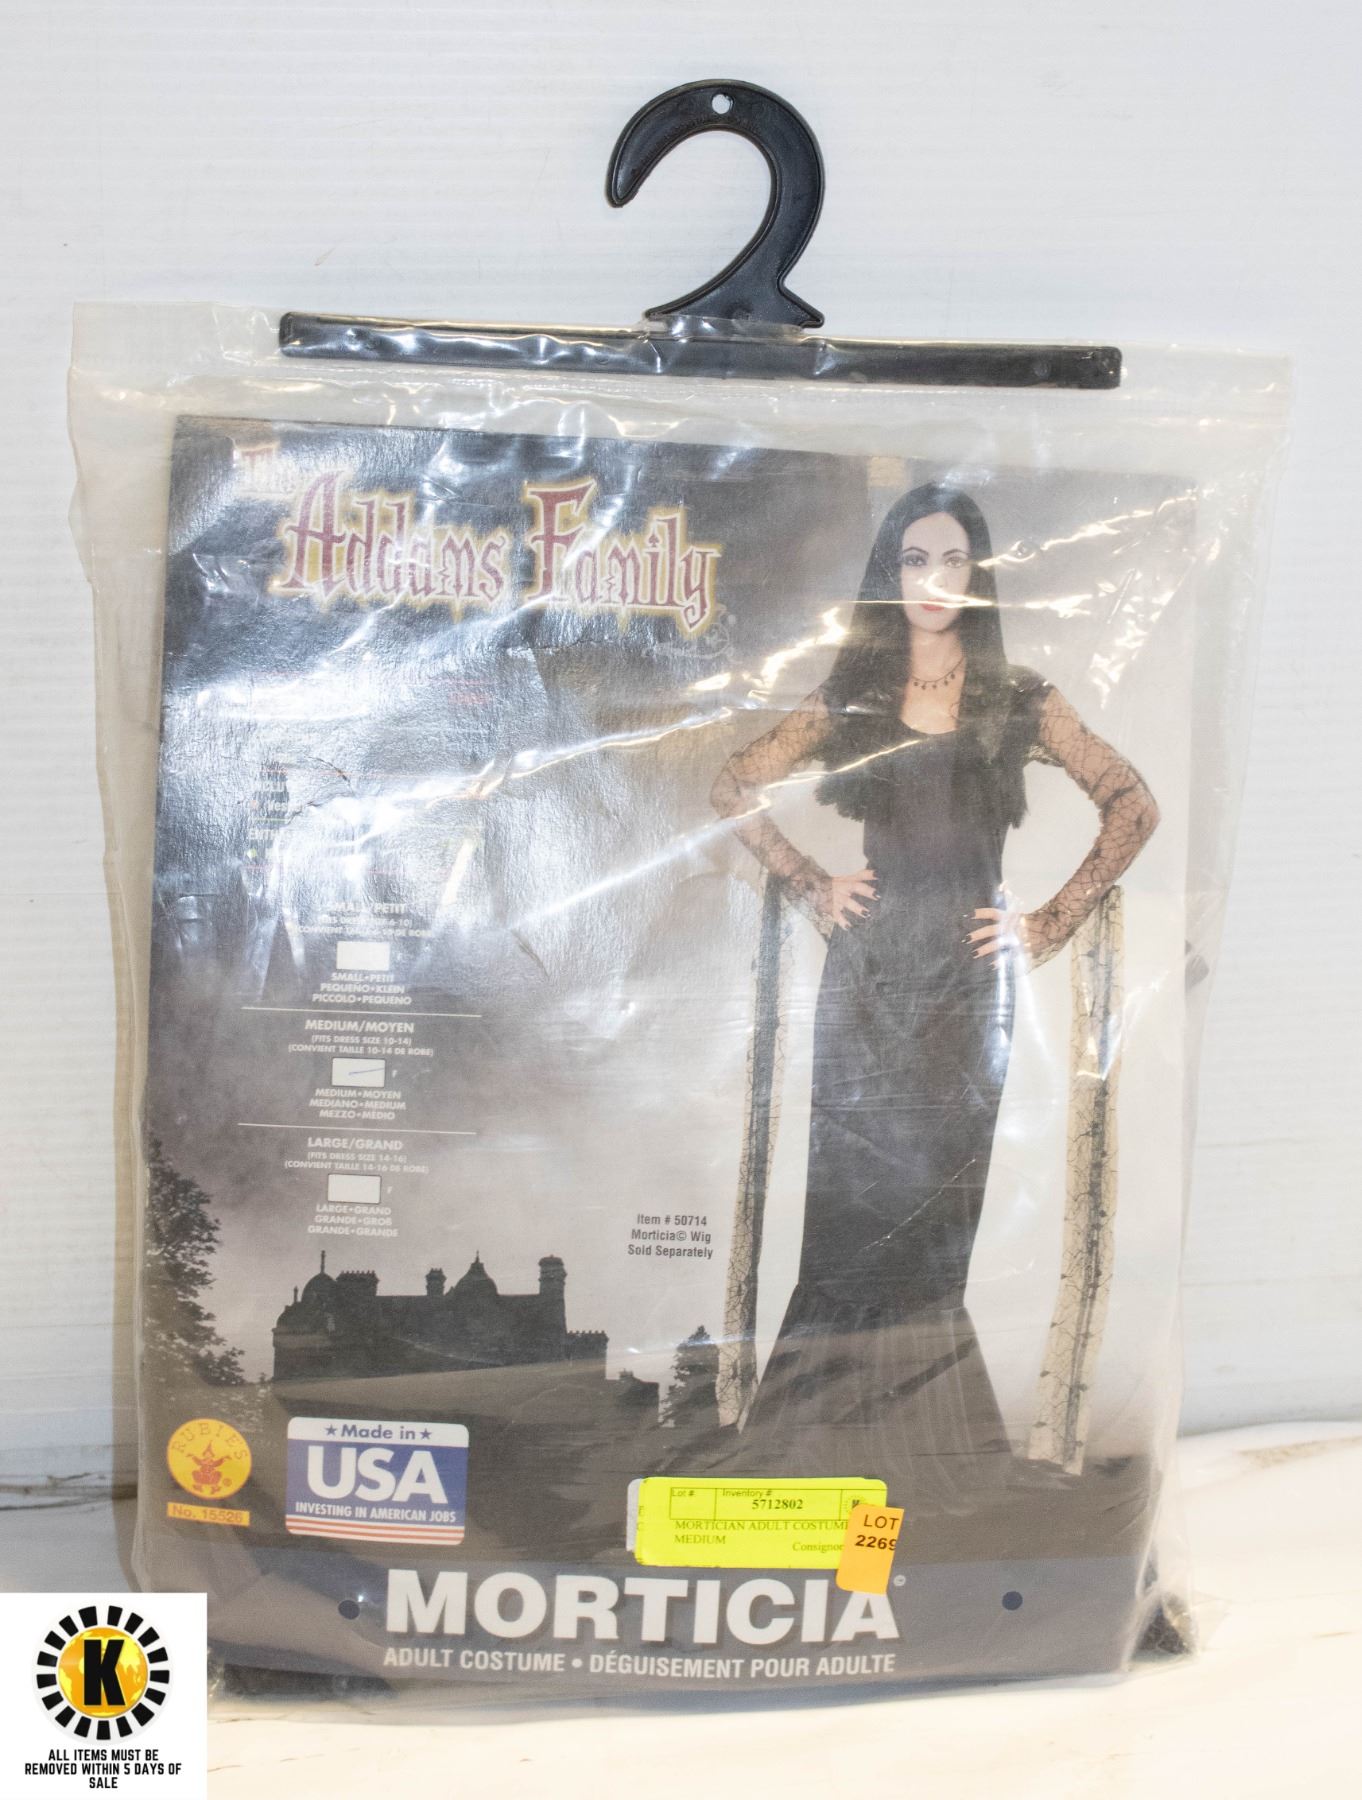 The
Addams Family
SMALL/PETIT
SMALL•PETIT
PEQUEÑO•KLEIN
PICCOLO•PEQUENO
MEDIUM/MOYEN
(FITS DRESS SIZE 10-14)
(CONVIENT TAILLE 10-14 DE ROBE)
F
MEDIUM•MOYEN
MEDIANO•MEDIUM
MEZZO•MÉDIO
LARGE/GRAND
(FITS DRESS SIZE 14-16)
(CONVIENT TAILLE 14-16 DE ROBE)
F
LARGE•GRAND
GRANDE•GROß
GRANDE•GRANDE
Item # 50714
Morticia© Wig
Sold Separately
RUBIE'S
No. 15526
★ Made in ★
USA
INVESTING IN AMERICAN JOBS
Lot # Inventory #
5712802
MORTICIAN ADULT COSTUME
MEDIUM
LOT
2269
MORTICIA©
ADULT COSTUME • DÉGUISEMENT POUR ADULTE
K
ALL ITEMS MUST BE
REMOVED WITHIN 5 DAYS OF
SALE